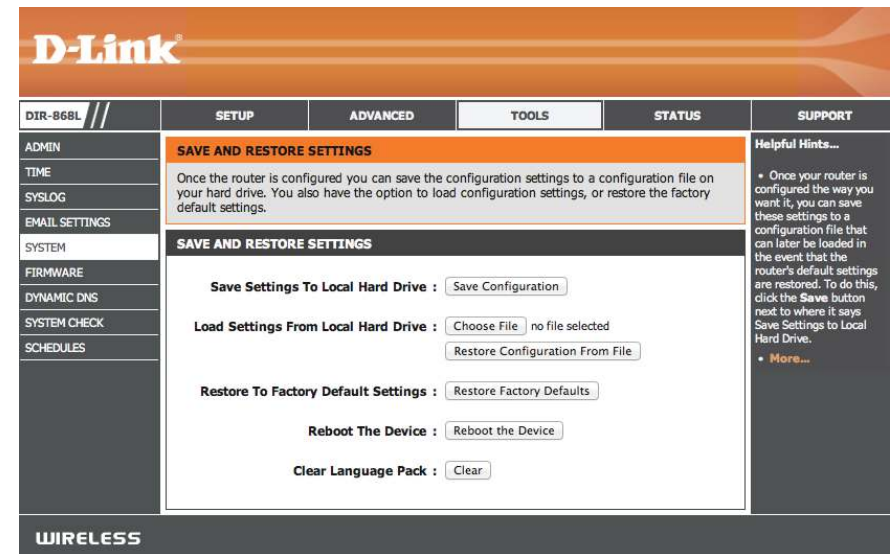 D-Link
DIR-868L
SETUP
ADVANCED
TOOLS
STATUS
SUPPORT
ADMIN
TIME
SYSLOG
EMAIL SETTINGS
SYSTEM
FIRMWARE
DYNAMIC DNS
SYSTEM CHECK
SCHEDULES
SAVE AND RESTORE SETTINGS
Once the router is configured you can save the configuration settings to a configuration file on
your hard drive. You also have the option to load configuration settings, or restore the factory
default settings.
SAVE AND RESTORE SETTINGS
Save Settings To Local Hard Drive : Save Configuration
Load Settings From Local Hard Drive : Choose File no file selected
Restore Configuration From File
Restore To Factory Default Settings : Restore Factory Defaults
Reboot The Device : Reboot the Device
Clear Language Pack : Clear
Helpful Hints...
• Once your router is
configured the way you
want it, you can save
these settings to a
configuration file that
can later be loaded in
the event that the
router's default settings
are restored. To do this,
click the Save button
next to where it says
Save Settings to Local
Hard Drive.
• More...
WIRELESS